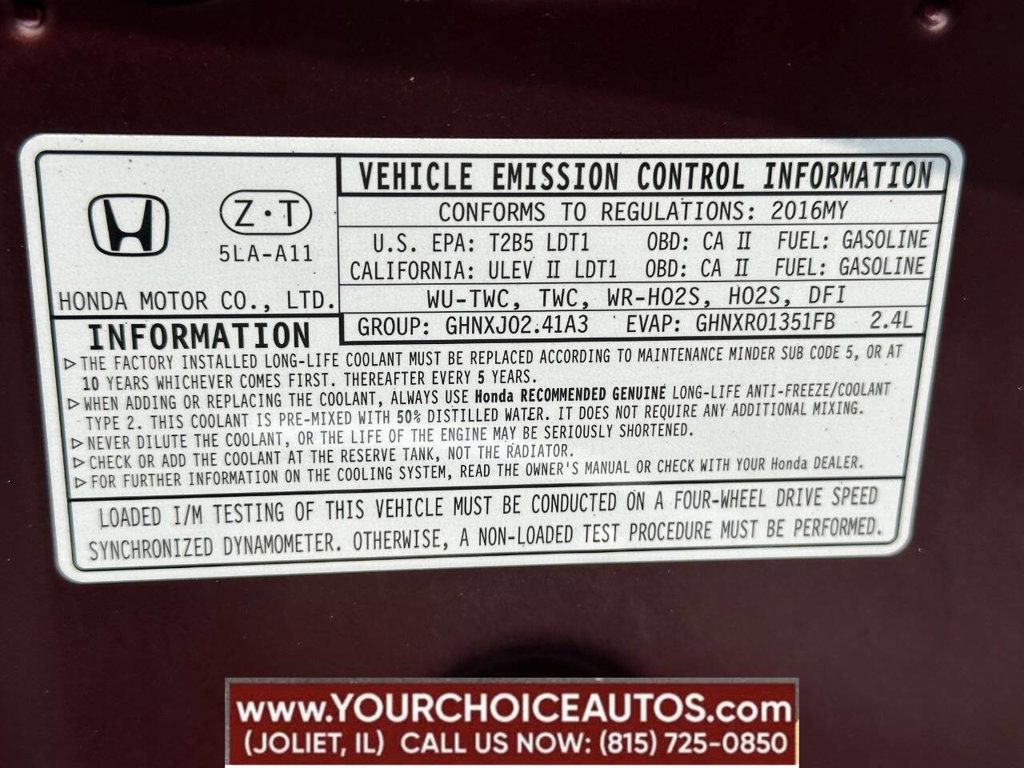 Z·T
5LA-A11
HONDA MOTOR CO., LTD.
VEHICLE EMISSION CONTROL INFORMATION
CONFORMS TO REGULATIONS: 2016MY
U.S. EPA: T2B5 LDT1 OBD: CA II FUEL: GASOLINE
CALIFORNIA: ULEV II LDT1 OBD: CA II FUEL: GASOLINE
WU-TWC, TWC, WR-HO2S, HO2S, DFI
GROUP: GHNXJ02.41A3 EVAP: GHNXR01351FB 2.4L
INFORMATION
▷ THE FACTORY INSTALLED LONG-LIFE COOLANT MUST BE REPLACED ACCORDING TO MAINTENANCE MINDER SUB CODE 5, OR AT
10 YEARS WHICHEVER COMES FIRST. THEREAFTER EVERY 5 YEARS.
▷ WHEN ADDING OR REPLACING THE COOLANT, ALWAYS USE Honda RECOMMENDED GENUINE LONG-LIFE ANTI-FREEZE/COOLANT
TYPE 2. THIS COOLANT IS PRE-MIXED WITH 50% DISTILLED WATER. IT DOES NOT REQUIRE ANY ADDITIONAL MIXING.
▷ NEVER DILUTE THE COOLANT, OR THE LIFE OF THE ENGINE MAY BE SERIOUSLY SHORTENED.
▷ CHECK OR ADD THE COOLANT AT THE RESERVE TANK, NOT THE RADIATOR.
▷ FOR FURTHER INFORMATION ON THE COOLING SYSTEM, READ THE OWNER'S MANUAL OR CHECK WITH YOUR Honda DEALER.
LOADED I/M TESTING OF THIS VEHICLE MUST BE CONDUCTED ON A FOUR-WHEEL DRIVE SPEED
SYNCHRONIZED DYNAMOMETER. OTHERWISE, A NON-LOADED TEST PROCEDURE MUST BE PERFORMED.
www.YOURCHOICEAUTOS.com
(JOLIET, IL) CALL US NOW: (815) 725-0850